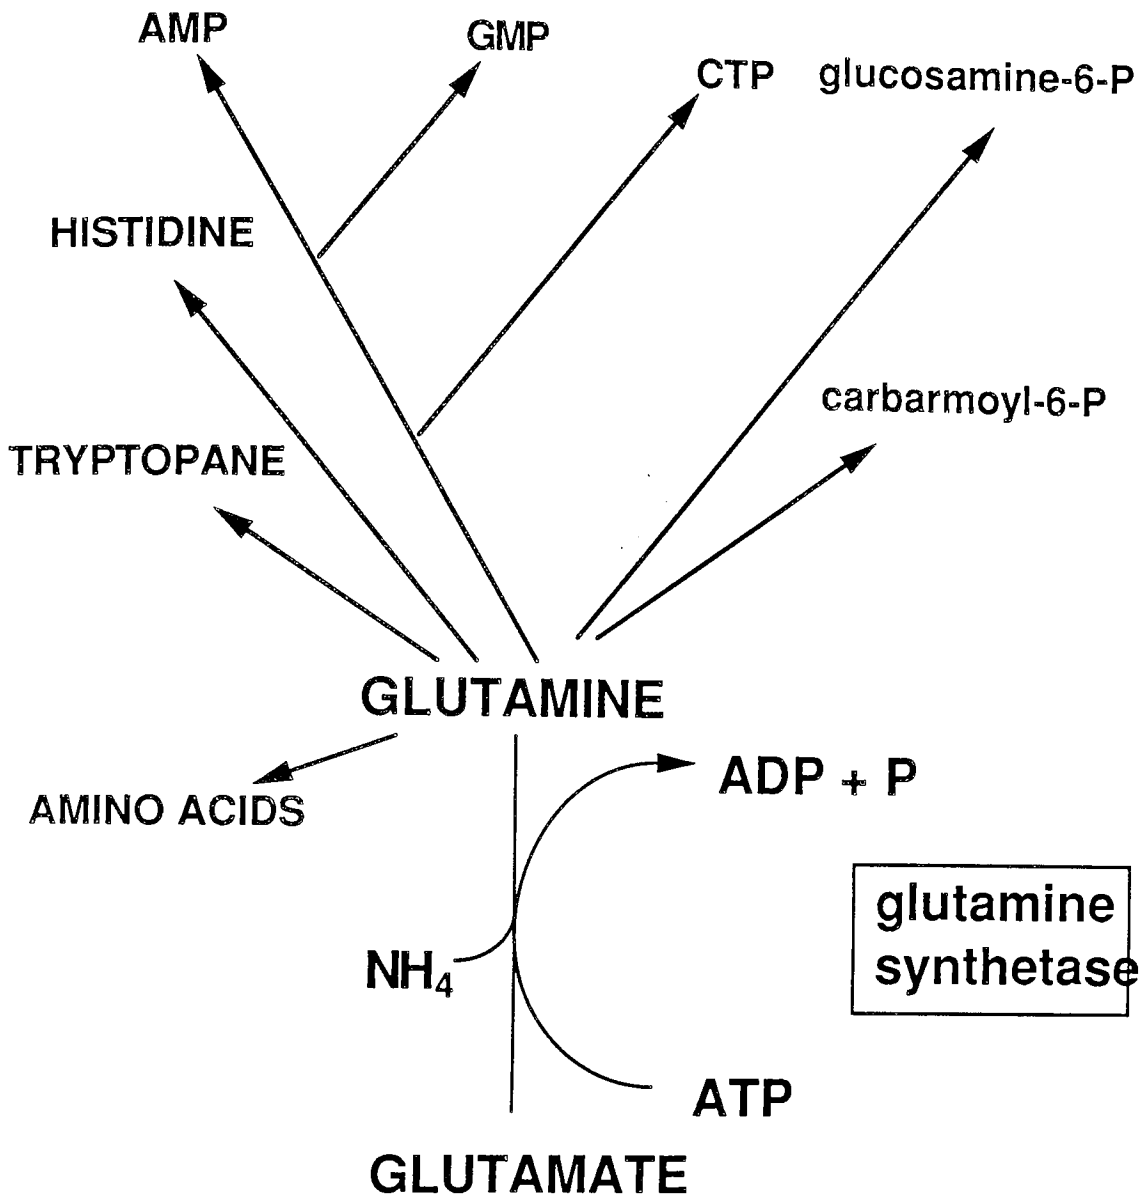 AMP
GMP
CTP
glucosamine-6-P
HISTIDINE
carbarmoyl-6-P
TRYPTOPANE
GLUTAMINE
ADP + P
AMINO ACIDS
glutamine
synthetase
NH4
ATP
GLUTAMATE